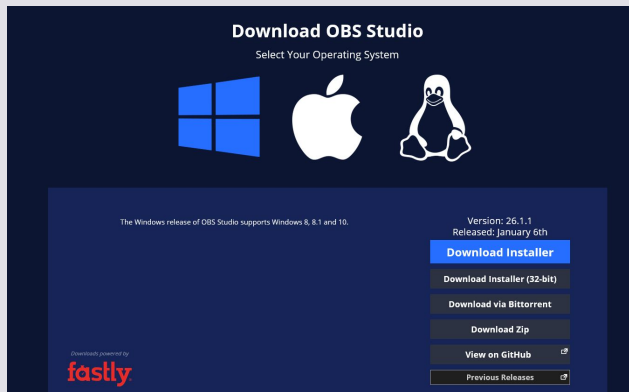 Download OBS Studio
Select Your Operating System
The Windows release of OBS Studio supports Windows 8, 8.1 and 10.
Version: 26.1.1
Released: January 6th
Download Installer
Download Installer (32-bit)
Download via Bittorrent
Download Zip
View on GitHub
Previous Releases
Downloads powered by
fastly